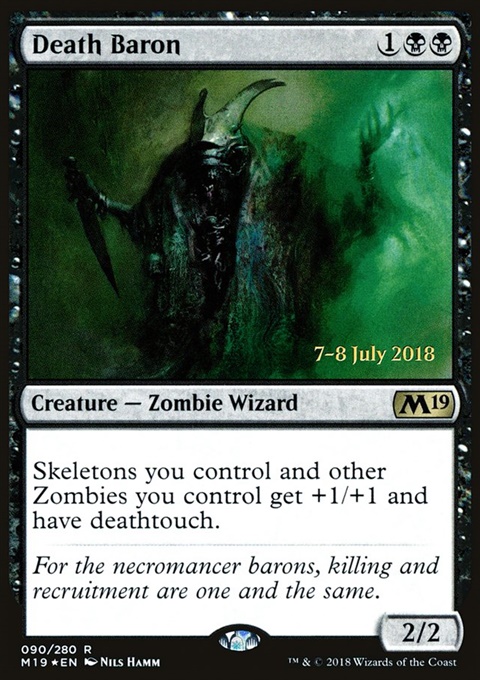 Death Baron 1
7–8 July 2018
Creature — Zombie Wizard M19
Skeletons you control and other
Zombies you control get +1/+1 and
have deathtouch.
For the necromancer barons, killing and
recruitment are one and the same.
2/2
090/280 R
M19★EN Nils Hamm ™ & © 2018 Wizards of the Coast